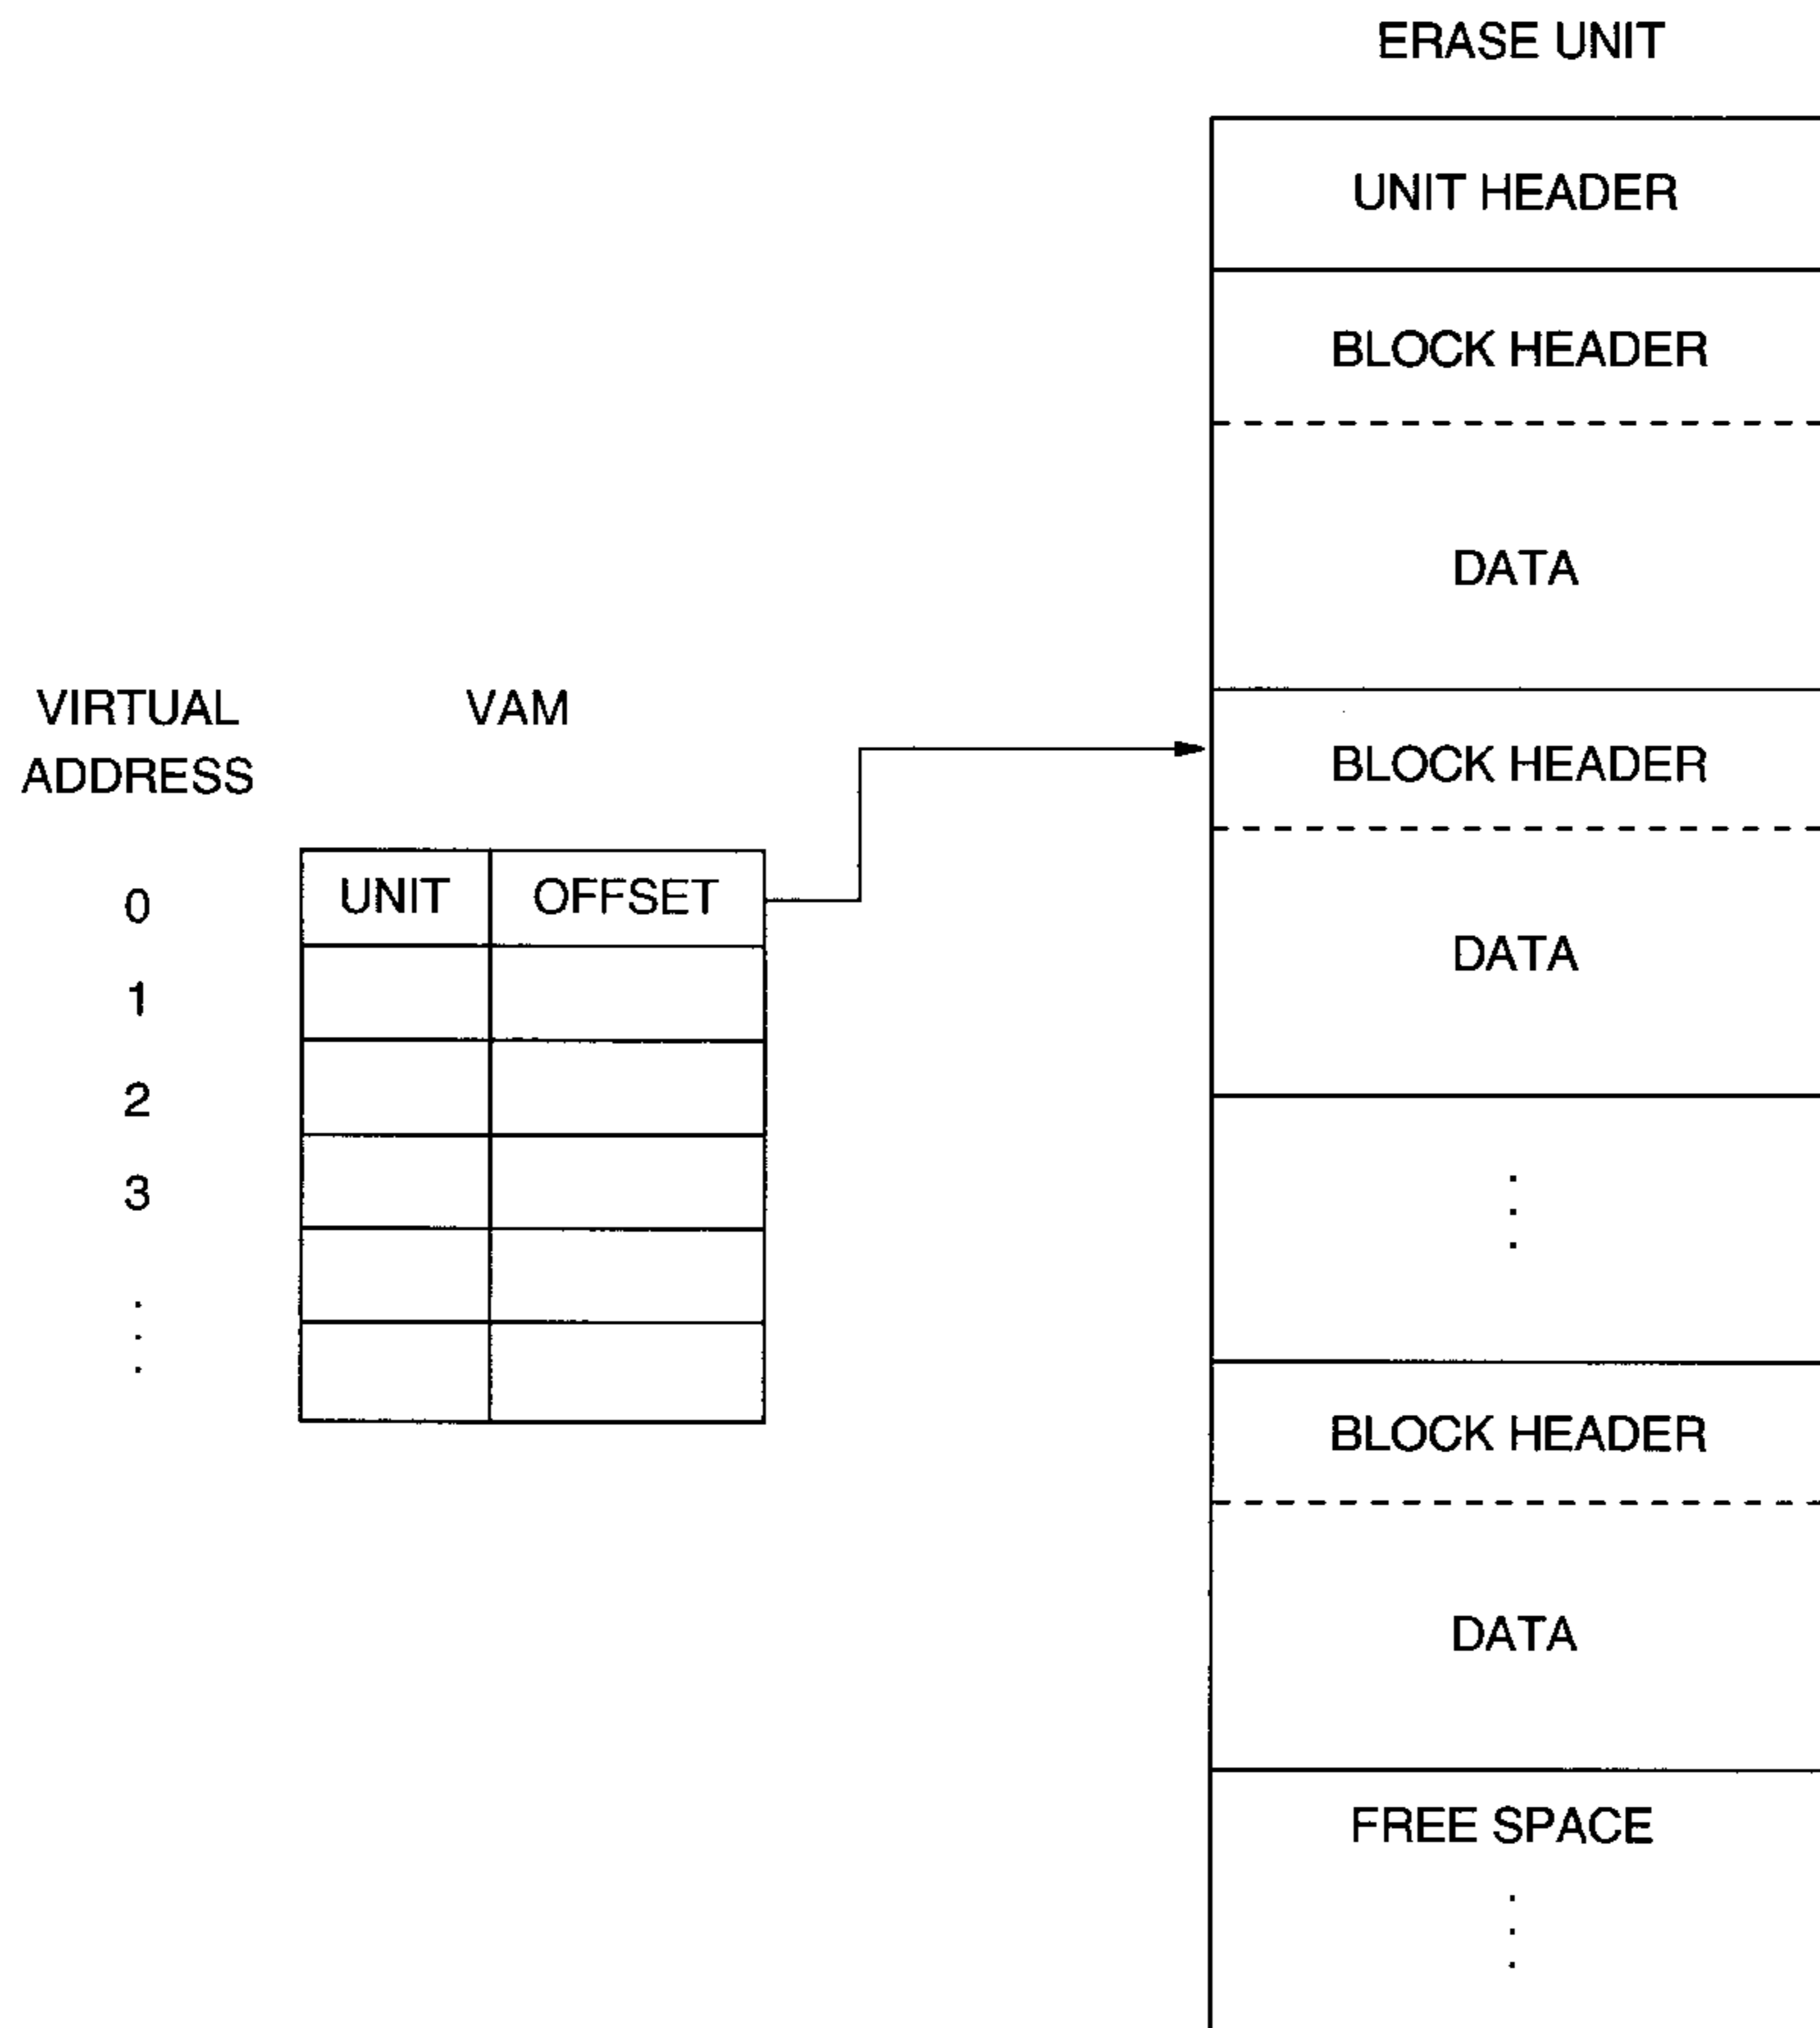 ERASE UNIT
UNIT HEADER
BLOCK HEADER
DATA
VIRTUAL
ADDRESS
VAM
BLOCK HEADER
0
UNIT
OFFSET
DATA
1
2
3
BLOCK HEADER
DATA
FREE SPACE